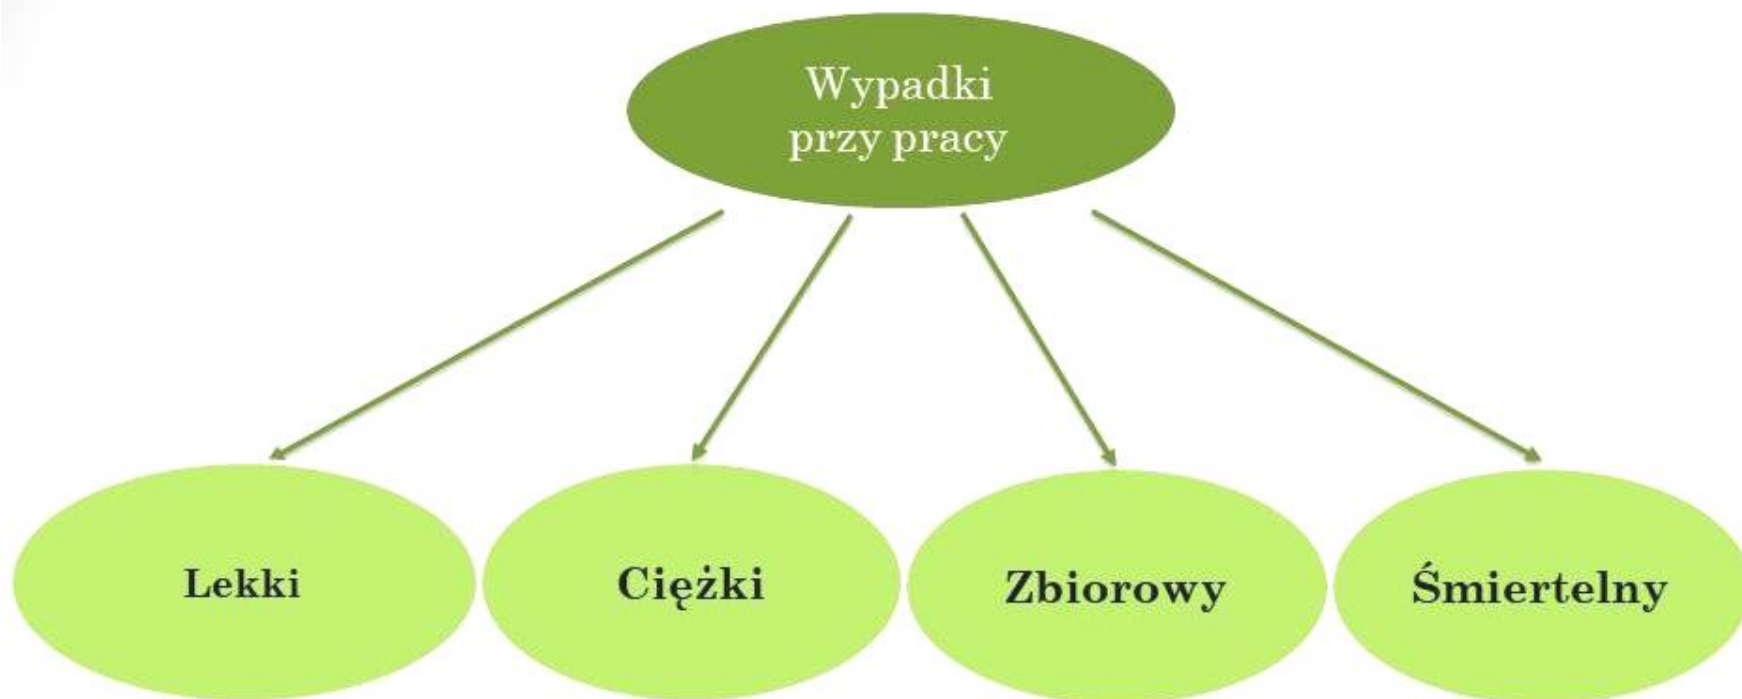 Wypadki
przy pracy
Lekki
Ciężki
Zbiorowy
Śmiertelny